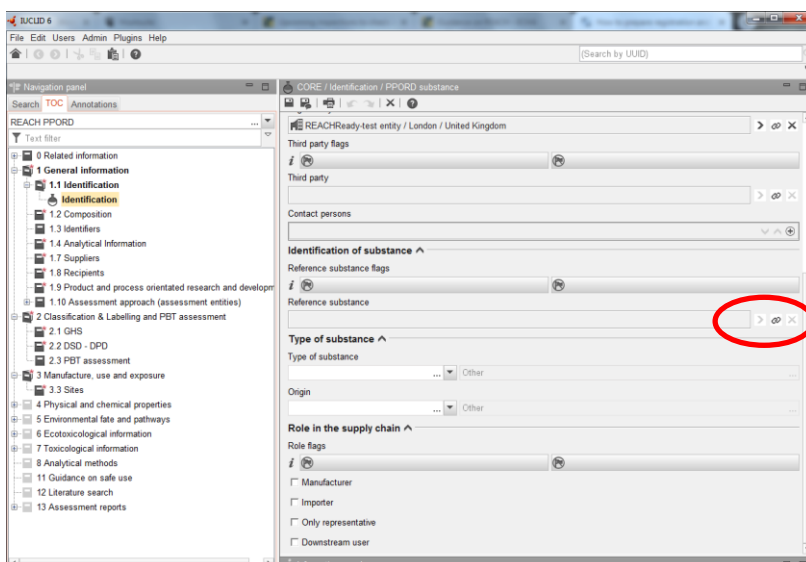 IUCLID 6
File Edit Users Admin Plugins Help
(Search by UUID)
Navigation panel
CORE / Identification / PPORD substance
Search TOC Annotations
REACH PPORD ...
Text filter
0 Related information
1 General information
1.1 Identification
Identification
1.2 Composition
1.3 Identifiers
1.4 Analytical Information
1.7 Suppliers
1.8 Recipients
1.9 Product and process orientated research and developm
1.10 Assessment approach (assessment entities)
2 Classification & Labelling and PBT assessment
2.1 GHS
2.2 DSD - DPD
2.3 PBT assessment
3 Manufacture, use and exposure
3.3 Sites
4 Physical and chemical properties
5 Environmental fate and pathways
6 Ecotoxicological information
7 Toxicological information
8 Analytical methods
11 Guidance on safe use
12 Literature search
13 Assessment reports
REACHReady-test entity / London / United Kingdom
Third party flags
Third party
Contact persons
Identification of substance
Reference substance flags
Reference substance
Type of substance
Type of substance
... Other ...
Origin
... Other ...
Role in the supply chain
Role flags
Manufacturer
Importer
Only representative
Downstream user